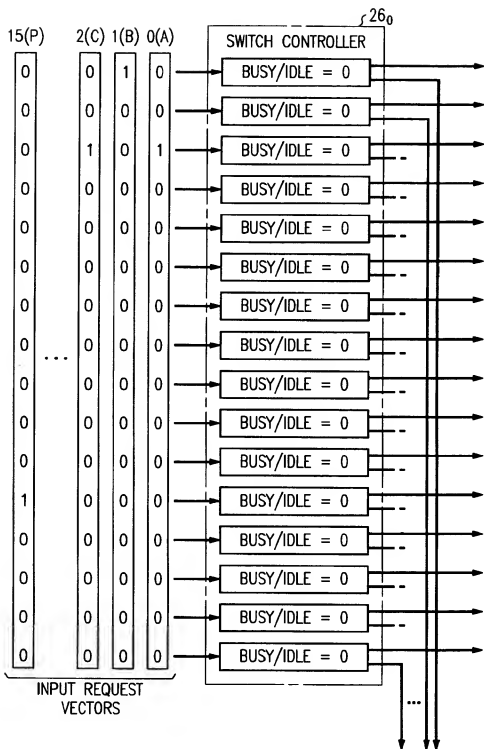 26₀
15(P) 2(C) 1(B) 0(A) SWITCH CONTROLLER
0 0 1 0 BUSY/IDLE = 0
0 0 0 0 BUSY/IDLE = 0
0 1 0 1 BUSY/IDLE = 0
0 0 0 0 BUSY/IDLE = 0
0 0 0 0 BUSY/IDLE = 0
0 0 0 0 BUSY/IDLE = 0
0 0 0 0 BUSY/IDLE = 0
0 0 0 0 BUSY/IDLE = 0
...
0 0 0 0 BUSY/IDLE = 0
0 0 0 0 BUSY/IDLE = 0
0 0 0 0 BUSY/IDLE = 0
1 0 0 0 BUSY/IDLE = 0
0 0 0 0 BUSY/IDLE = 0
0 0 0 0 BUSY/IDLE = 0
0 0 0 0 BUSY/IDLE = 0
0 0 0 0 BUSY/IDLE = 0
INPUT REQUEST
VECTORS
...